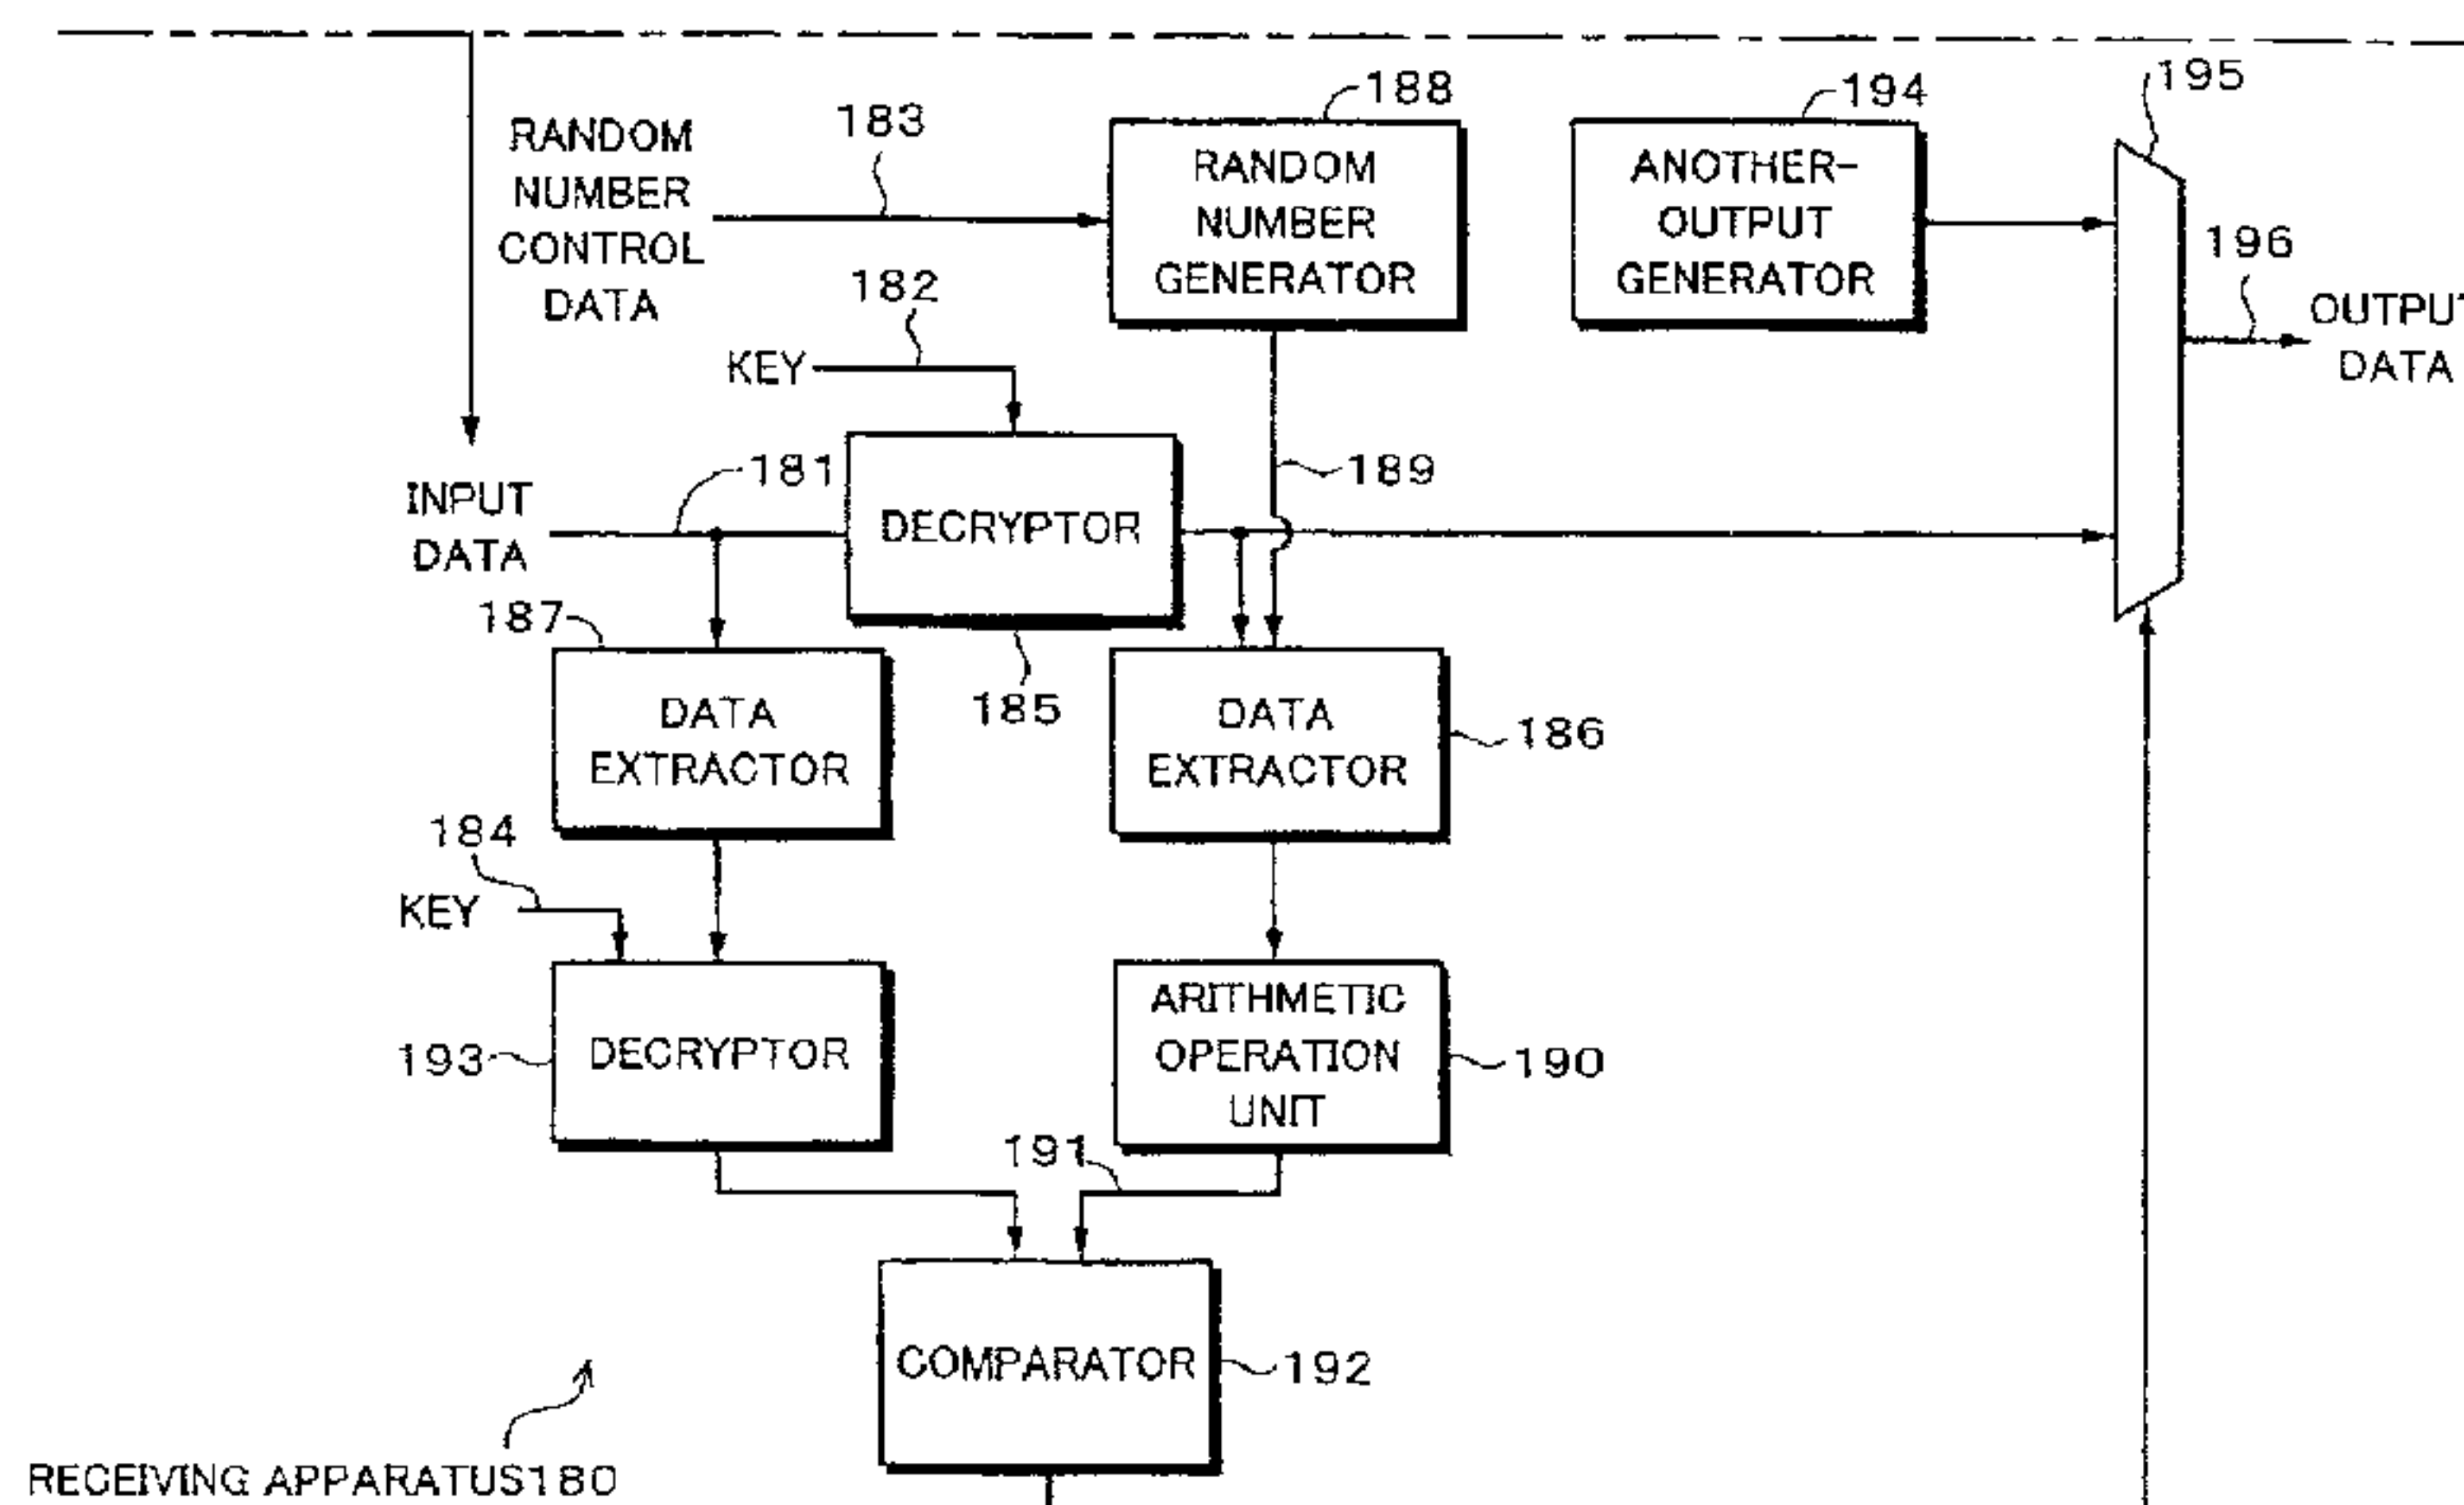 195
188
194
183
RANDOM
NUMBER
CONTROL
DATA
RANDOM
NUMBER
GENERATOR
ANOTHER-
OUTPUT
GENERATOR
196
OUTPUT
DATA
182
KEY
181
189
INPUT
DATA
DECRYPTOR
187
185
DATA
EXTRACTOR
DATA
EXTRACTOR
186
184
KEY
193
DECRYPTOR
ARITHMETIC
OPERATION
UNIT
190
191
COMPARATOR
192
RECEIVING APPARATUS180